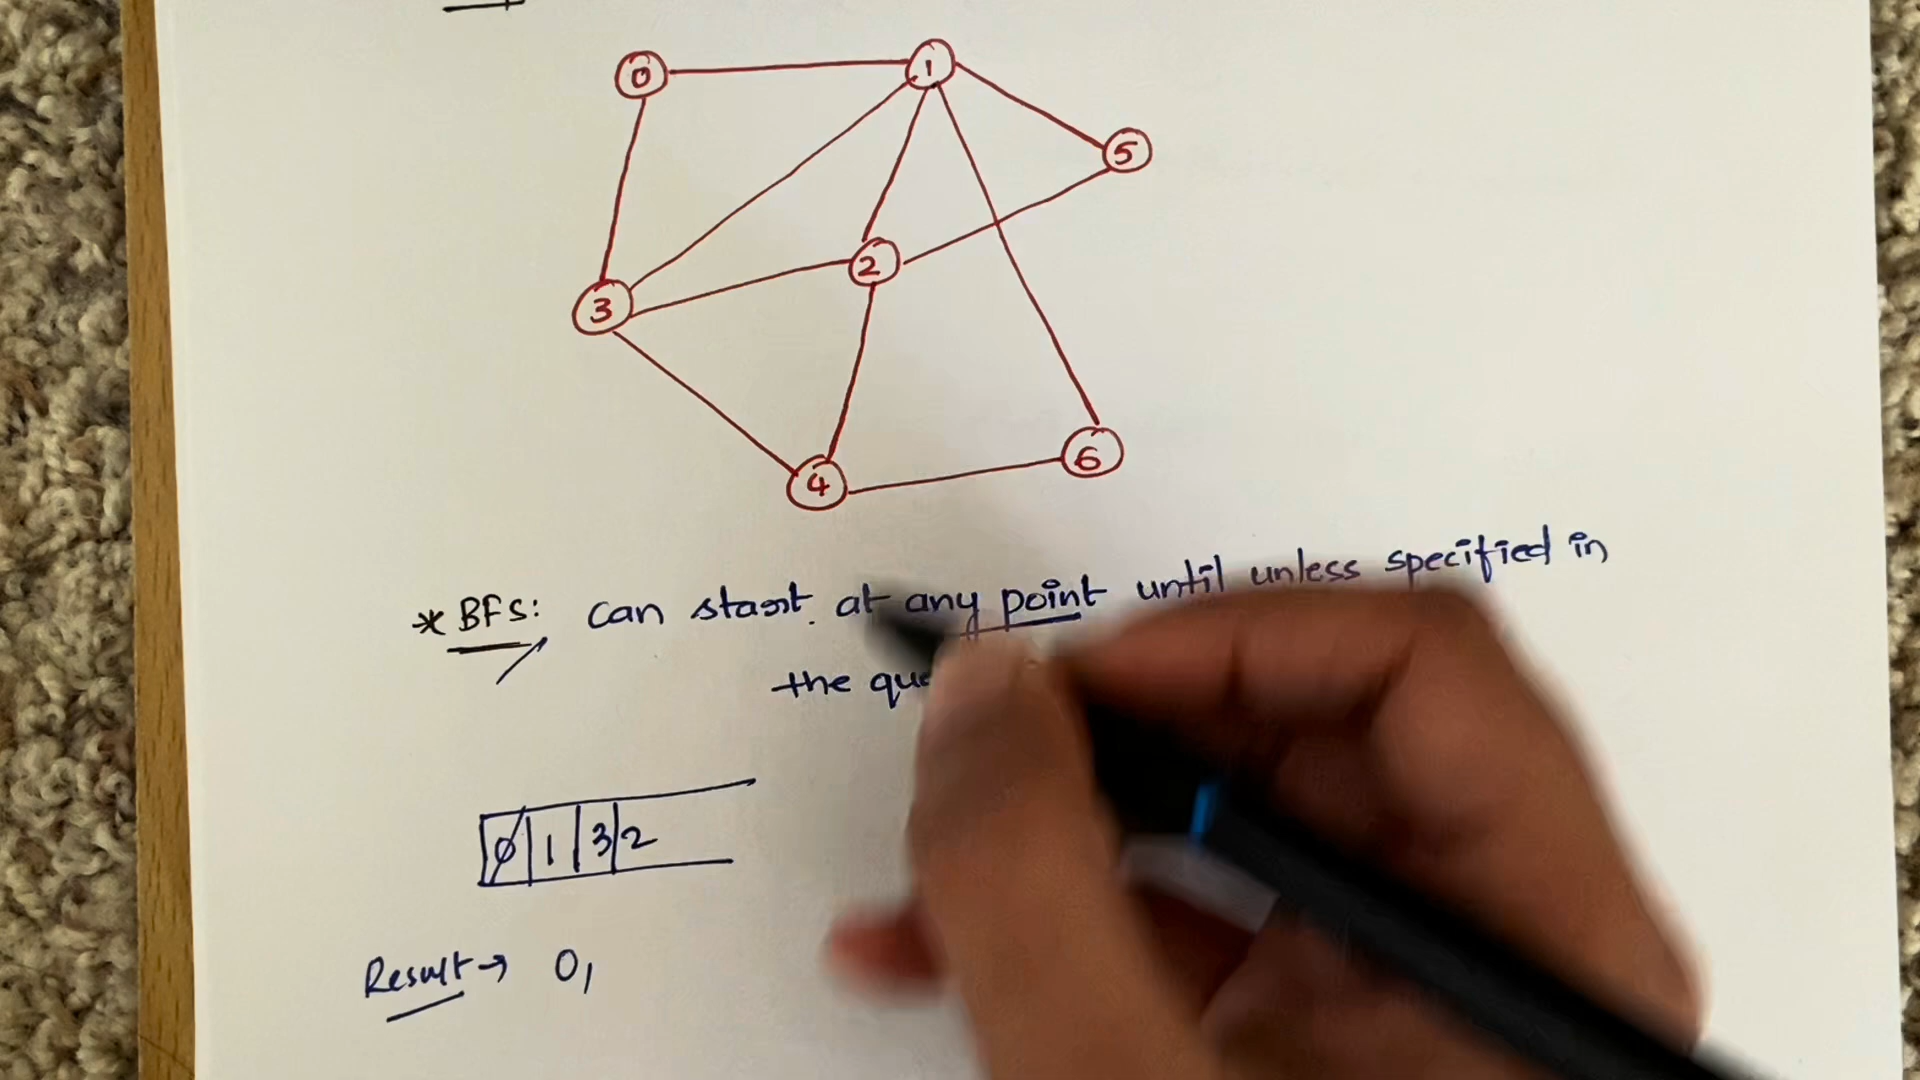 0
1
5
2
3
6
4
* BFS: can start at any point until unless specified in
the
0 1 3 2
Result → 0,